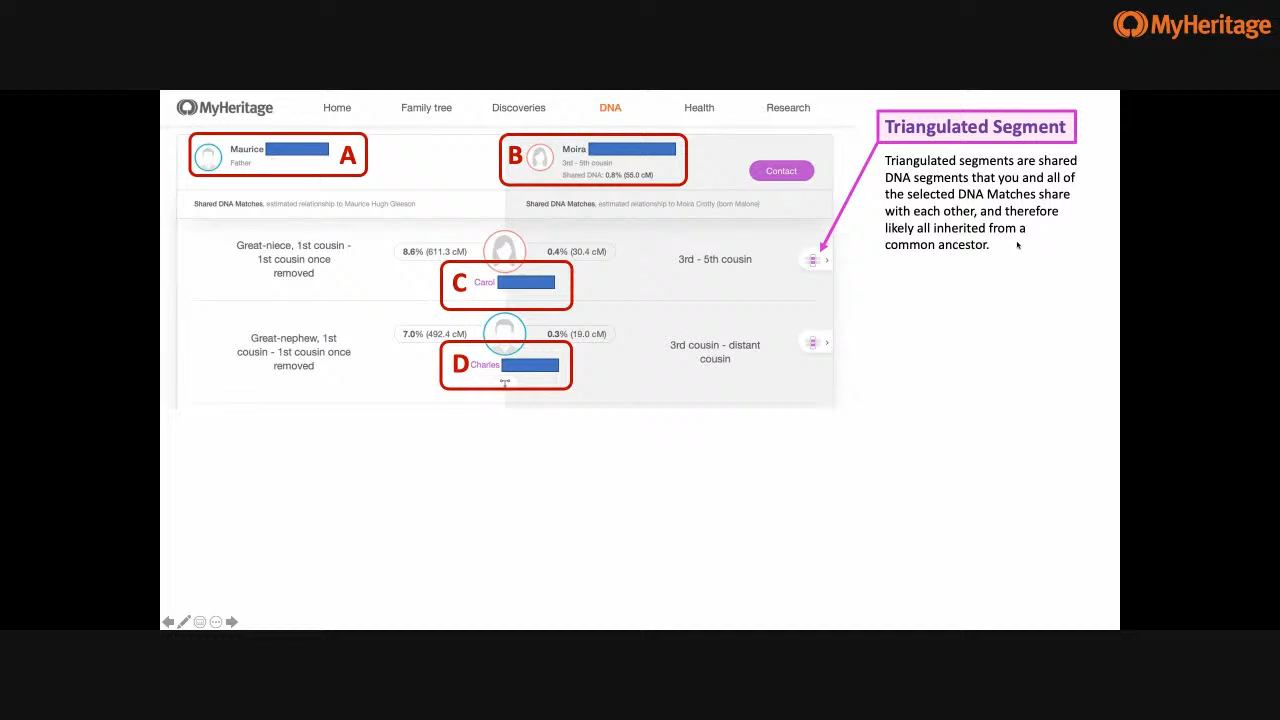 MyHeritage
MyHeritage
Home
Family tree
Discoveries
DNA
Health
Research
Maurice
A
Father
B
Moira
3rd - 5th cousin
Shared DNA: 0.8% (55.0 cM)
Contact
Shared DNA Matches, estimated relationship to Maurice Hugh Gleeson
Shared DNA Matches, estimated relationship to Moira Crotty (born Malone)
Great-niece, 1st cousin -
1st cousin once
removed
8.6% (611.3 cM)
0.4% (30.4 cM)
3rd - 5th cousin
C
Carol
Great-nephew, 1st
cousin - 1st cousin once
removed
7.0% (492.4 cM)
0.3% (19.0 cM)
3rd cousin - distant
cousin
D
Charles
Triangulated Segment
Triangulated segments are shared
DNA segments that you and all of
the selected DNA Matches share
with each other, and therefore
likely all inherited from a
common ancestor.